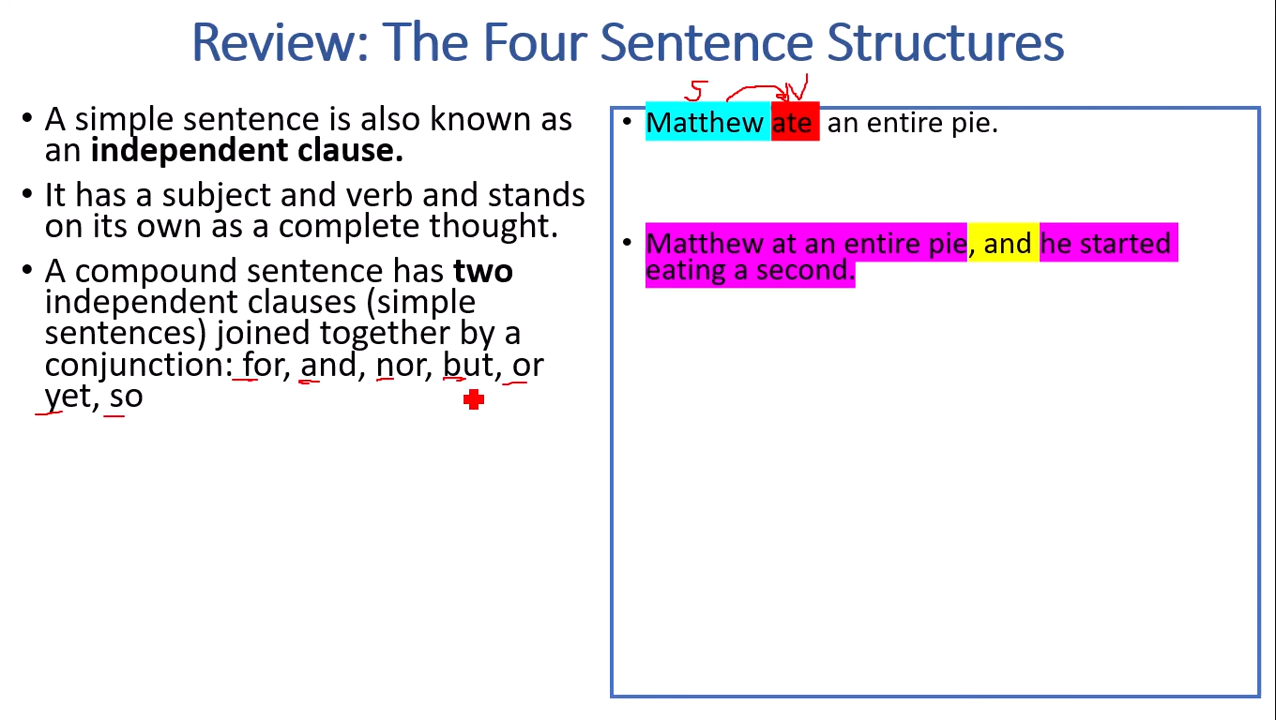 Review: The Four Sentence Structures
• A simple sentence is also known as
an independent clause.
• It has a subject and verb and stands
on its own as a complete thought.
• A compound sentence has two
independent clauses (simple
sentences) joined together by a
conjunction: for, and, nor, but, or
yet, so
S V
• Matthew ate an entire pie.
• Matthew at an entire pie, and he started
eating a second.